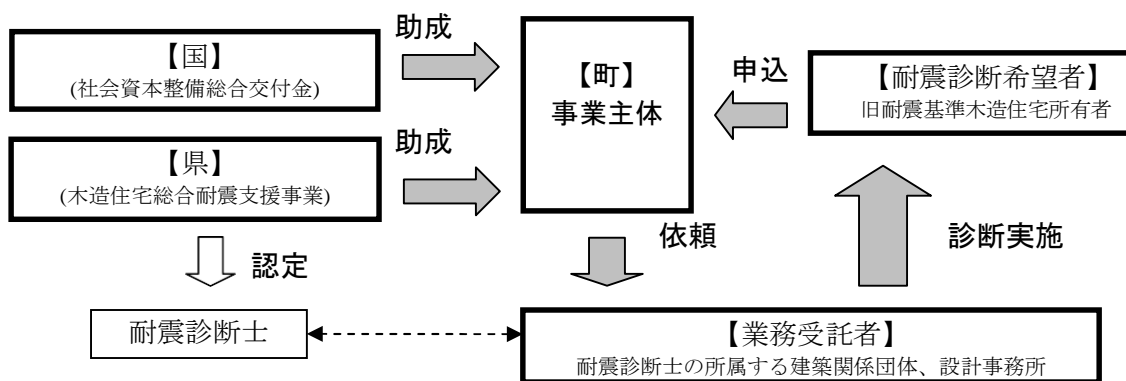 【国】
(社会資本整備総合交付金)
助成
【町】
事業主体
申込
【耐震診断希望者】
旧耐震基準木造住宅所有者
【県】
(木造住宅総合耐震支援事業)
助成
認定
依頼
診断実施
耐震診断士
【業務受託者】
耐震診断士の所属する建築関係団体、設計事務所